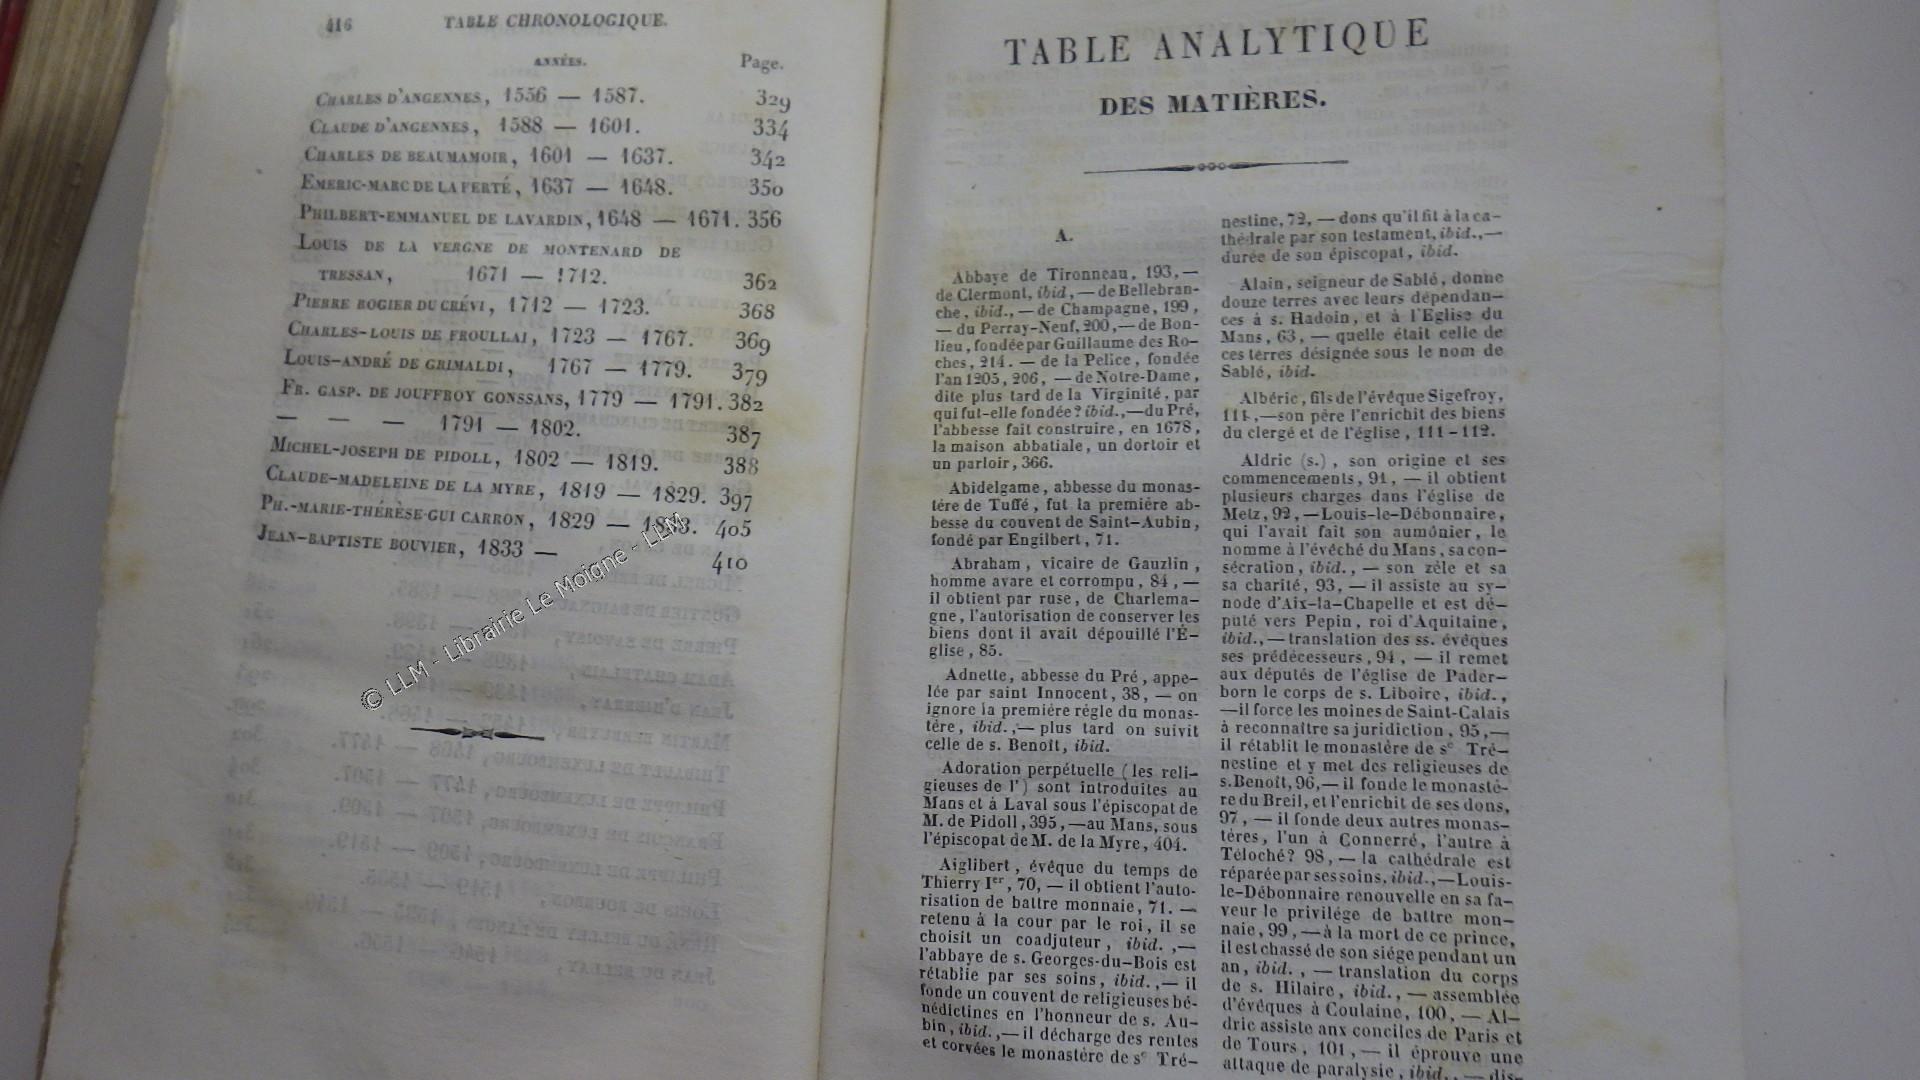 416 TABLE CHRONOLOGIQUE.
ANNÉES. Page.
CHARLES D'ANGENNES, 1556 — 1587. 329
CLAUDE D'ANGENNES, 1588 — 1601. 334
CHARLES DE BEAUMAMOIR, 1601 — 1637. 342
EMERIC-MARC DE LA FERTÉ, 1637 — 1648. 350
PHILBERT-EMMANUEL DE LAVARDIN, 1648 — 1671. 356
LOUIS DE LA VERGNE DE MONTENARD DE
TRESSAN, 1671 — 1712. 362
PIERRE ROGIER DU CRÉVI, 1712 — 1723. 368
CHARLES-LOUIS DE FROULLAI, 1723 — 1767. 369
LOUIS-ANDRÉ DE GRIMALDI, 1767 — 1779. 379
FR. GASP. DE JOUFFROY GONSSANS, 1779 — 1791. 382
— — — 1791 — 1802. 387
MICHEL-JOSEPH DE PIDOLL, 1802 — 1819. 388
CLAUDE-MADELEINE DE LA MYRE, 1819 — 1829. 397
PH.-MARIE-THÉRÈSE-GUI CARRON, 1829 — 1833. 405
JEAN-BAPTISTE BOUVIER, 1833 — 410
© LLM - Librairie Le Moigne - LLM
TABLE ANALYTIQUE
DES MATIÈRES.
A.
Abbaye de Tironneau, 193, —
de Clermont, ibid, — de Bellebran-
che, ibid., — de Champagne, 199,
— du Perray-Neuf, 200, — de Bon-
lieu, fondée par Guillaume des Ro-
ches, 214. — de la Pelice, fondée
l'an 1205, 206, — de Notre-Dame,
dite plus tard de la Virginité, par
qui fut-elle fondée? ibid., — du Pré,
l'abbesse fait construire, en 1678,
la maison abbatiale, un dortoir et
un parloir, 366.
Abidelgame, abbesse du monas-
tére de Tuffé, fut la première ab-
besse du couvent de Saint-Aubin,
fondé par Engilbert, 71.
Abraham, vicaire de Gauzlin,
homme avare et corrompu, 84, —
il obtient par ruse, de Charlema-
gne, l'autorisation de conserver les
biens dont il avait dépouillé l'É-
glise, 85.
Adnette, abbesse du Pré, appe-
lée par saint Innocent, 38, — on
ignore la première régle du monas-
tère, ibid., — plus tard on suivit
celle de s. Benoît, ibid.
Adoration perpétuelle (les reli-
gieuses de l') sont introduites au
Mans et à Laval sous l'épiscopat de
M. de Pidoll, 395, — au Mans, sous
l'épiscopat de M. de la Myre, 404.
Aiglibert, évêque du temps de
Thierry Ier, 70, — il obtient l'auto-
risation de battre monnaie, 71. —
retenu à la cour par le roi, il se
choisit un coadjuteur, ibid., —
l'abbaye de s. Georges-du-Bois est
rétablie par ses soins, ibid., — il
fonde un couvent de religieuses bé-
nédictines en l'honneur de s. Au-
bin, ibid., — il décharge des rentes
et corvées le monastère de se Tré-
nestine, 72, — dons qu'il fit à la ca-
thédrale par son testament, ibid., —
durée de son épiscopat, ibid.
Alain, seigneur de Sablé, donne
douze terres avec leurs dépendan-
ces à s. Hadoin, et à l'Eglise du
Mans, 63, — quelle était celle de
ces terres désignée sous le nom de
Sablé, ibid.
Albéric, fils de l'évêque Sigefroy,
111, — son père l'enrichit des biens
du clergé et de l'église, 111-112.
Aldric (s.), son origine et ses
commencements, 91, — il obtient
plusieurs charges dans l'église de
Metz, 92, — Louis-le-Débonnaire,
qui l'avait fait son aumônier, le
nomme à l'évêché du Mans, sa con-
sécration, ibid., — son zèle et sa
sa charité, 93, — il assiste au sy-
node d'Aix-la-Chapelle et est dé-
puté vers Pepin, roi d'Aquitaine,
ibid., — translation des ss. évêques
ses prédécesseurs, 94, — il remet
aux députés de l'église de Pader-
born le corps de s. Liboire, ibid.,
— il force les moines de Saint-Calais
à reconnaître sa juridiction, 95, —
il rétablit le monastère de se Tré-
nestine et y met des religieuses de
s. Benoît, 96, — il fonde le monastè-
re du Breil, et l'enrichit de ses dons,
97, — il fonde deux autres monas-
tères, l'un à Connerré, l'autre à
Téloché? 98, — la cathédrale est
réparée par ses soins, ibid., — Louis-
le-Débonnaire renouvelle en sa fa-
veur le privilége de battre mon-
naie, 99, — à la mort de ce prince,
il est chassé de son siége pendant un
an, ibid., — translation du corps
de s. Hilaire, ibid., — assemblée
d'évêques à Coulaine, 100, — Al-
dric assiste aux conciles de Paris et
de Tours, 101, — il éprouve une
attaque de paralysie, ibid., — dis-